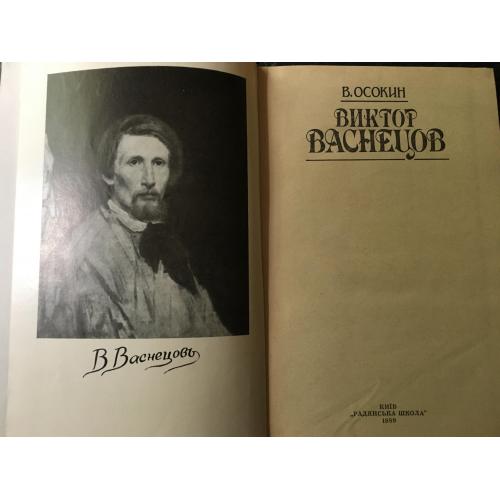 В Васнецовъ
В. ОСОКИН
ВИКТОР
ВАСНЕЦОВ
КИЇВ
„РАДЯНСЬКА ШКОЛА"
1989